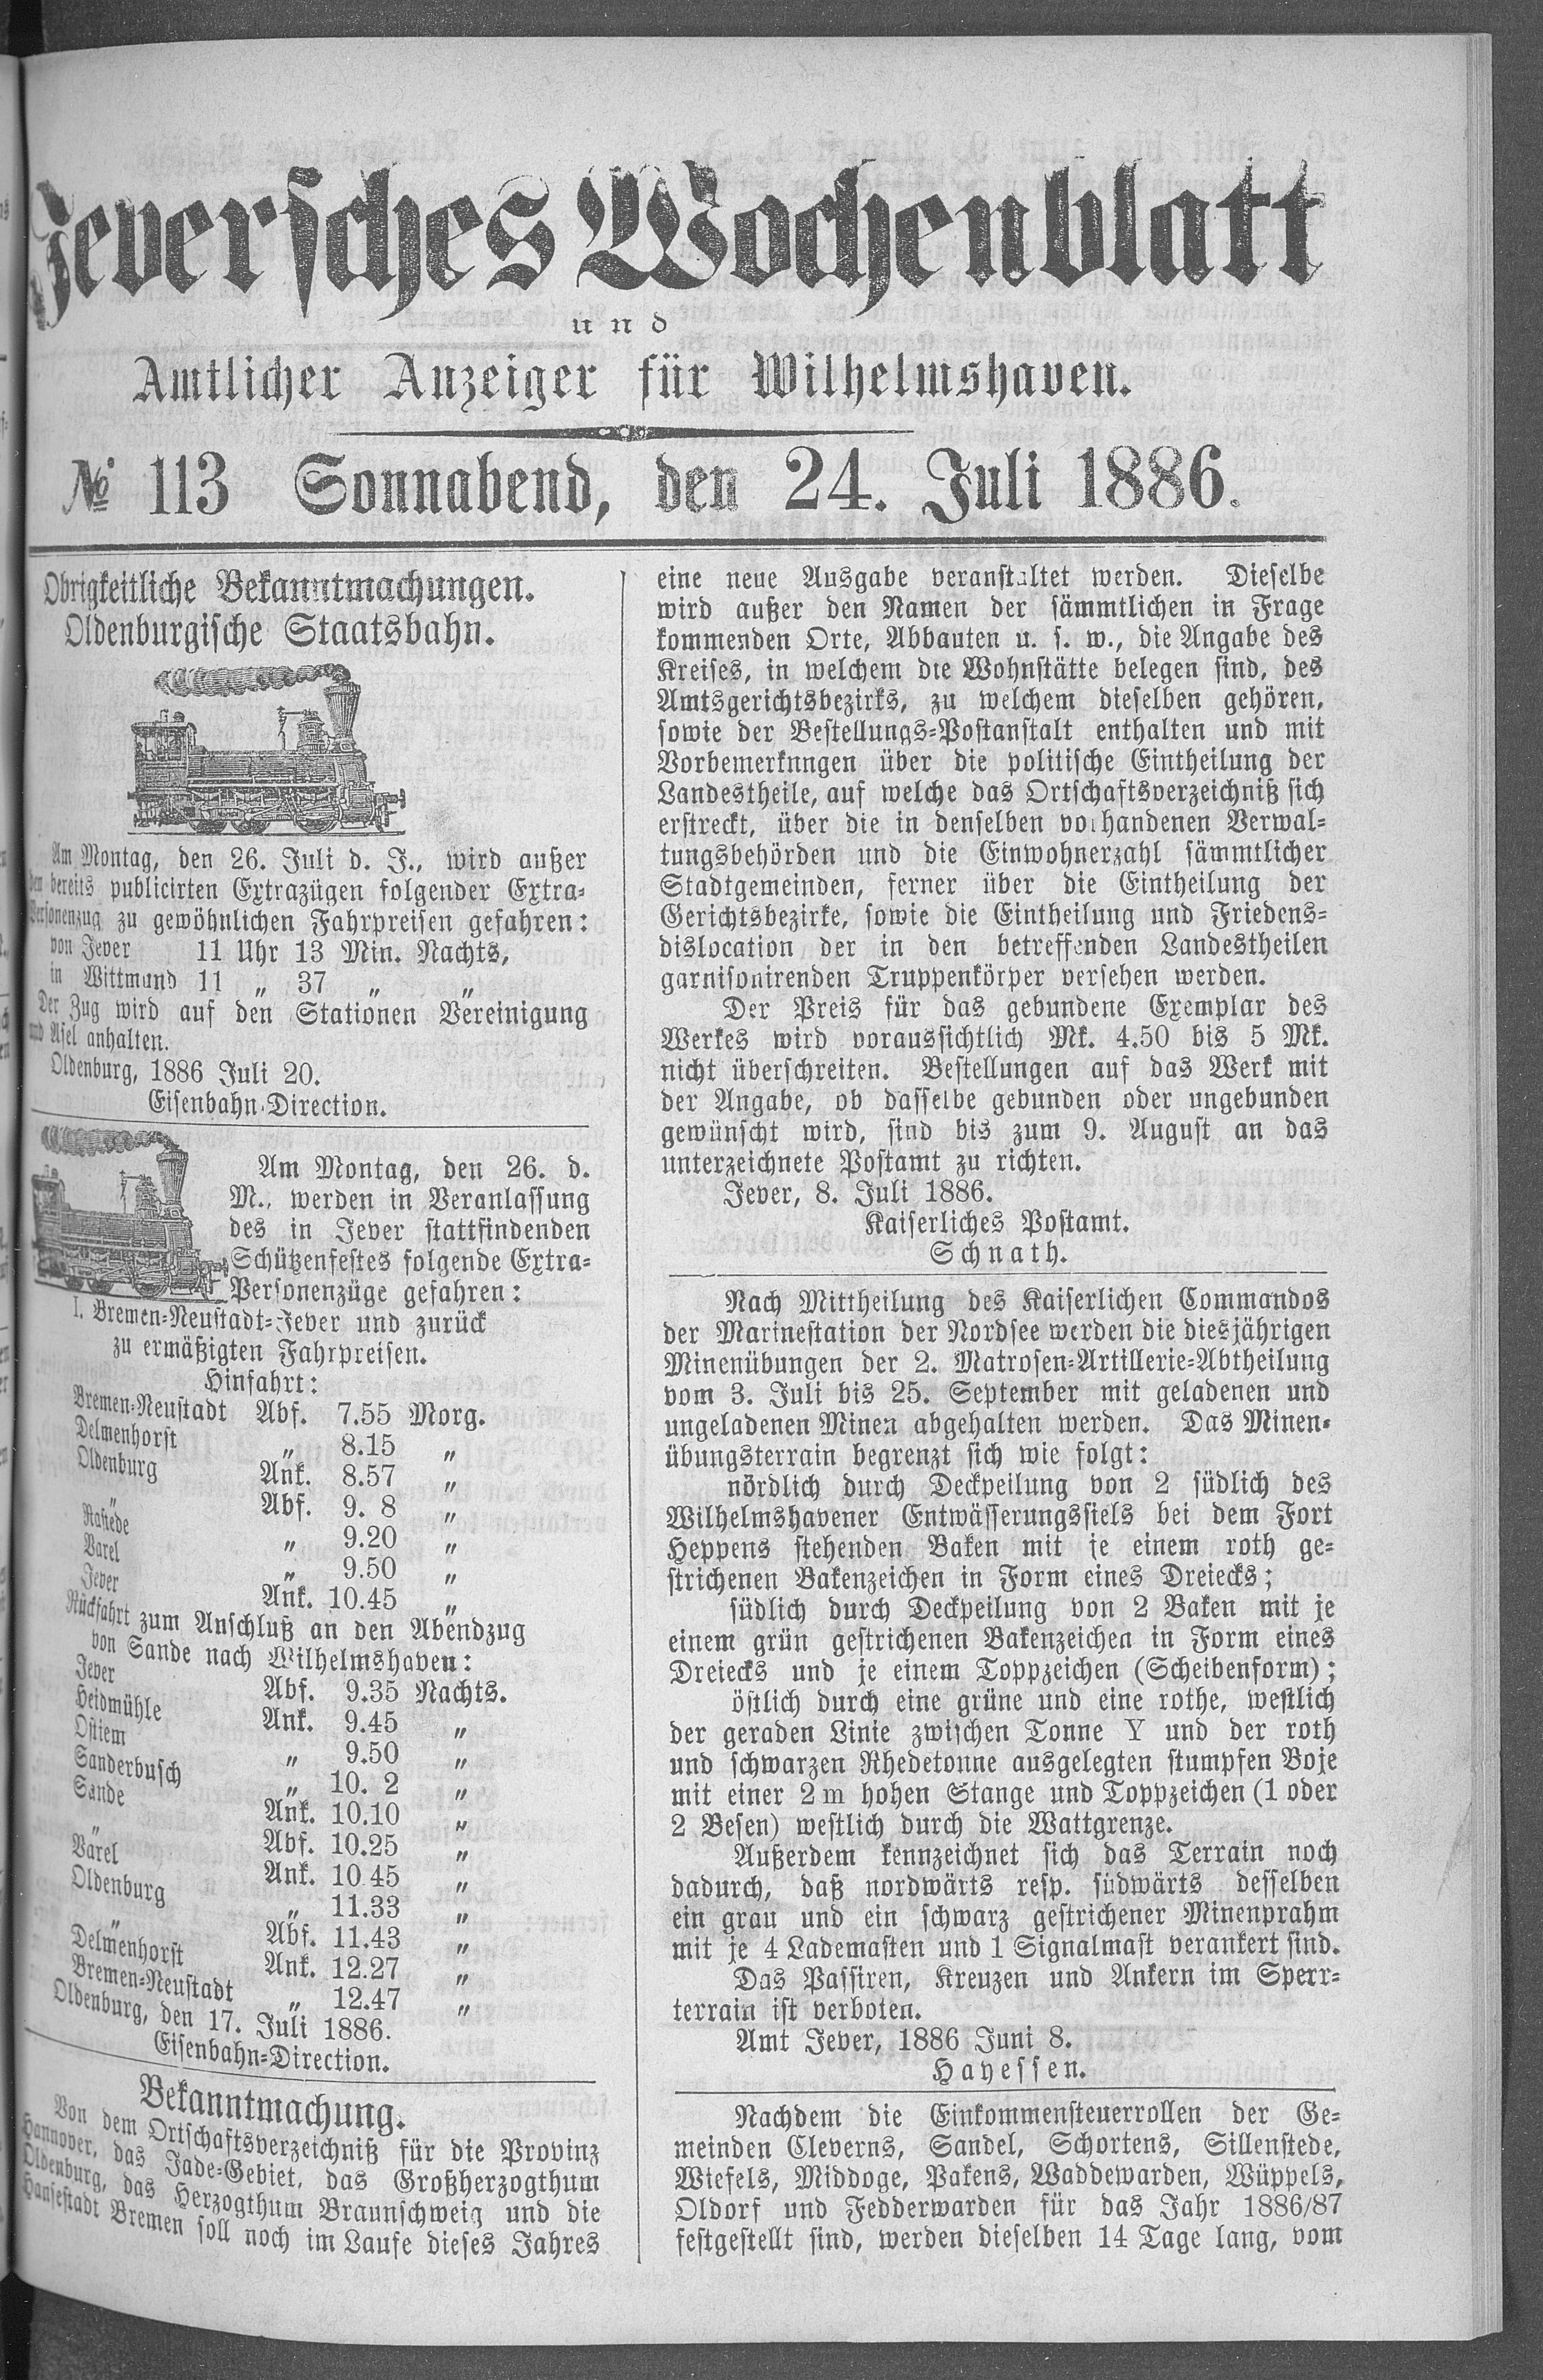 Jeversches Wochenblatt
und
Amtlicher Anzeiger für Wilhelmshaven.
№ 113 Sonnabend, den 24. Juli 1886.
Obrigkeitliche Bekanntmachungen.
Oldenburgische Staatsbahn.
Am Montag, den 26. Juli d. J., wird außer
den bereits publicirten Extrazügen folgender Extra-
Personenzug zu gewöhnlichen Fahrpreisen gefahren:
von Jever 11 Uhr 13 Min. Nachts,
in Wittmund 11 „ 37 „ „
Der Zug wird auf den Stationen Vereinigung
und Asel anhalten.
Oldenburg, 1886 Juli 20.
Eisenbahn-Direction.
Am Montag, den 26. d.
M., werden in Veranlassung
des in Jever stattfindenden
Schützenfestes folgende Extra-
Personenzüge gefahren:
I. Bremen-Neustadt-Jever und zurück
zu ermäßigten Fahrpreisen.
Hinfahrt:
Bremen-Neustadt Abf. 7.55 Morg.
Delmenhorst „ 8.15 „
Oldenburg Ank. 8.57 „
„ Abf. 9. 8 „
Rastede „ 9.20 „
Varel „ 9.50 „
Jever Ank. 10.45 „
Rückfahrt zum Anschluß an den Abendzug
von Sande nach Wilhelmshaven:
Jever Abf. 9.35 Nachts.
Heidmühle Ank. 9.45 „
Ostiem „ 9.50 „
Sanderbusch „ 10. 2 „
Sande Ank. 10.10 „
„ Abf. 10.25 „
Varel Ank. 10 45 „
Oldenburg „ 11.33 „
„ Abf. 11.43 „
Delmenhorst Ank. 12.27 „
Bremen-Neustadt „ 12.47 „
Oldenburg, den 17. Juli 1886.
Eisenbahn-Direction.
Bekanntmachung.
Von dem Ortschaftsverzeichniß für die Provinz
Hannover, das Jade-Gebiet, das Großherzogthum
Oldenburg, das Herzogthum Braunschweig und die
Hansestadt Bremen soll noch im Laufe dieses Jahres
eine neue Ausgabe veranstaltet werden. Dieselbe
wird außer den Namen der sämmtlichen in Frage
kommenden Orte, Abbauten u. s. w., die Angabe des
Kreises, in welchem die Wohnstätte belegen sind, des
Amtsgerichtsbezirks, zu welchem dieselben gehören,
sowie der Bestellungs-Postanstalt enthalten und mit
Vorbemerknngen über die politische Eintheilung der
Landestheile, auf welche das Ortschaftsverzeichniß sich
erstreckt, über die in denselben vorhandenen Verwal-
tungsbehörden und die Einwohnerzahl sämmtlicher
Stadtgemeinden, ferner über die Eintheilung der
Gerichtsbezirke, sowie die Eintheilung und Friedens-
dislocation der in den betreffenden Landestheilen
garnisonirenden Truppenkörper versehen werden.
Der Preis für das gebundene Exemplar des
Werkes wird voraussichtlich Mk. 4.50 bis 5 Mk.
nicht überschreiten. Bestellungen auf das Werk mit
der Angabe, ob dasselbe gebunden oder ungebunden
gewünscht wird, sind bis zum 9. August an das
unterzeichnete Postamt zu richten.
Jever, 8. Juli 1886.
Kaiserliches Postamt.
Schnath.
Nach Mittheilung des Kaiserlichen Commandos
der Marinestation der Nordsee werden die diesjährigen
Minenübungen der 2. Matrosen-Artillerie-Abtheilung
vom 3. Juli bis 25. September mit geladenen und
ungeladenen Minen abgehalten werden. Das Minen-
übungsterrain begrenzt sich wie folgt:
nördlich durch Deckpeilung von 2 südlich des
Wilhelmshavener Entwässerungssiels bei dem Fort
Heppens stehenden Baken mit je einem roth ge-
strichenen Bakenzeichen in Form eines Dreiecks;
südlich durch Deckpeilung von 2 Baken mit je
einem grün gestrichenen Bakenzeichen in Form eines
Dreiecks und je einem Toppzeichen (Scheibenform);
östlich durch eine grüne und eine rothe, westlich
der geraden Linie zwischen Tonne Y und der roth
und schwarzen Rhedetonne ausgelegten stumpfen Boje
mit einer 2 m hohen Stange und Toppzeichen (1 oder
2 Besen) westlich durch die Wattgrenze.
Außerdem kennzeichnet sich das Terrain noch
dadurch, daß nordwärts resp. südwärts desselben
ein grau und ein schwarz gestrichener Minenprahm
mit je 4 Lademasten und 1 Signalmast verankert sind.
Das Passiren, Kreuzen und Ankern im Sperr-
terrain ist verboten.
Amt Jever, 1886 Juni 8.
Hayessen.
Nachdem die Einkommensteuerrollen der Ge-
meinden Cleverns, Sandel, Schortens, Sillenstede,
Wiefels, Middoge, Pakens, Waddewarden, Wüppels,
Oldorf und Fedderwarden für das Jahr 1886/87
festgestellt sind, werden dieselben 14 Tage lang, vom